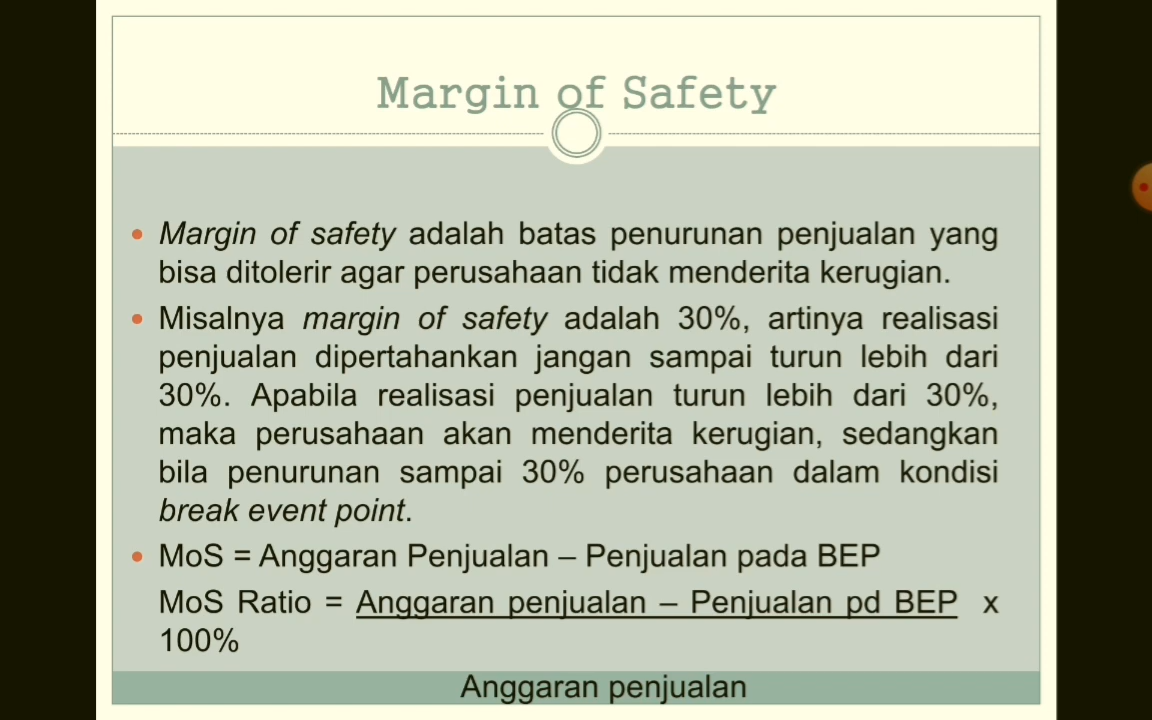 Margin of Safety
• Margin of safety adalah batas penurunan penjualan yang
bisa ditolerir agar perusahaan tidak menderita kerugian.
• Misalnya margin of safety adalah 30%, artinya realisasi
penjualan dipertahankan jangan sampai turun lebih dari
30%. Apabila realisasi penjualan turun lebih dari 30%,
maka perusahaan akan menderita kerugian, sedangkan
bila penurunan sampai 30% perusahaan dalam kondisi
break event point.
• MoS = Anggaran Penjualan – Penjualan pada BEP
MoS Ratio = Anggaran penjualan – Penjualan pd BEP x
100%
Anggaran penjualan